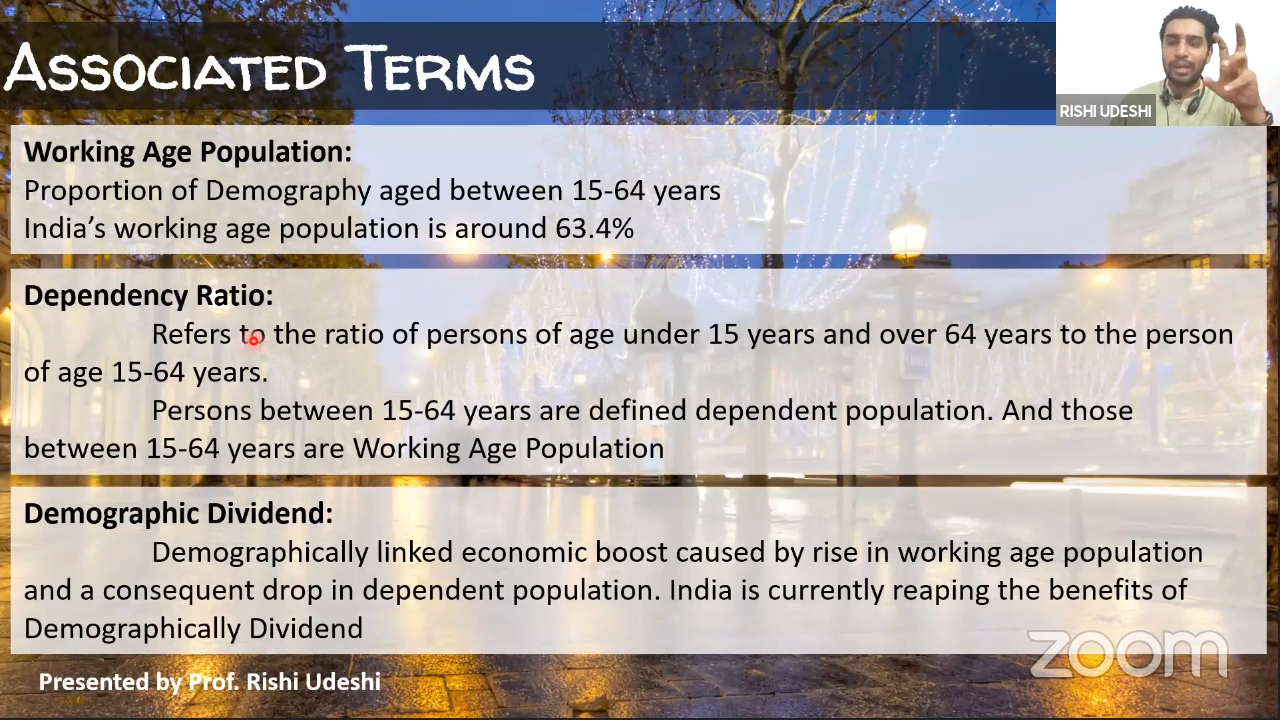 ASSOCIATED TERMS
RISHI UDESHI
Working Age Population:
Proportion of Demography aged between 15-64 years
India’s working age population is around 63.4%
Dependency Ratio:
Refers to the ratio of persons of age under 15 years and over 64 years to the person
of age 15-64 years.
Persons between 15-64 years are defined dependent population. And those
between 15-64 years are Working Age Population
Demographic Dividend:
Demographically linked economic boost caused by rise in working age population
and a consequent drop in dependent population. India is currently reaping the benefits of
Demographically Dividend
zoom
Presented by Prof. Rishi Udeshi